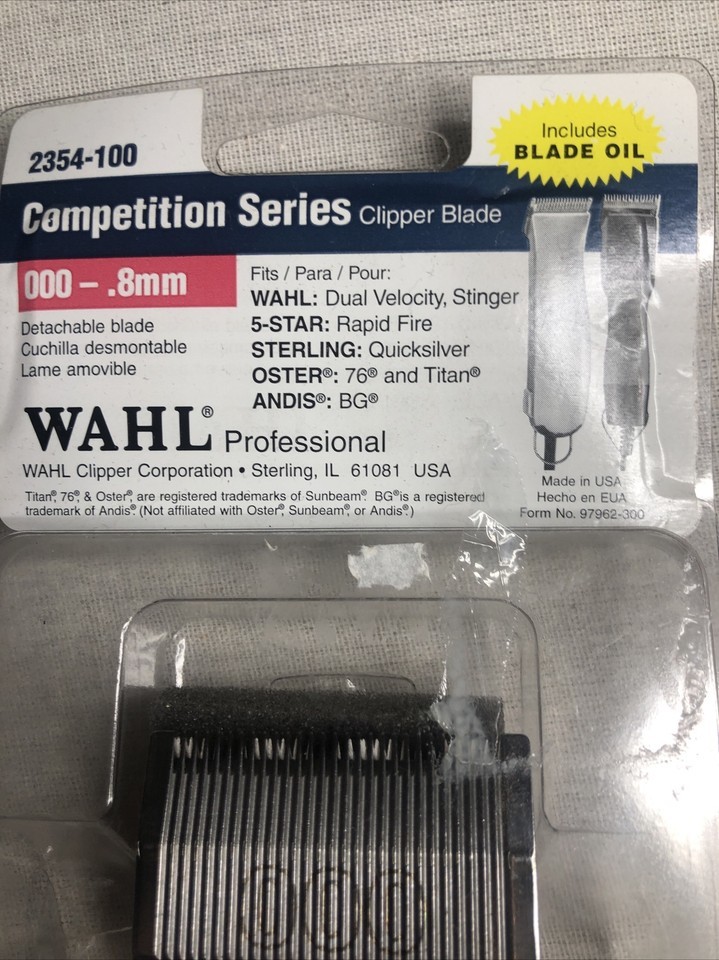 2354-100
Includes
BLADE OIL
Competition Series Clipper Blade
000 – .8mm
Detachable blade
Cuchilla desmontable
Lame amovible
Fits / Para / Pour:
WAHL: Dual Velocity, Stinger
5-STAR: Rapid Fire
STERLING: Quicksilver
OSTER®: 76® and Titan®
ANDIS®: BG®
WAHL® Professional
WAHL Clipper Corporation • Sterling, IL 61081 USA
Titan®, 76®, & Oster® are registered trademarks of Sunbeam® BG® is a registered
trademark of Andis®. (Not affiliated with Oster®, Sunbeam®, or Andis®.)
Made in USA
Hecho en EUA
Form No. 97962-300
000